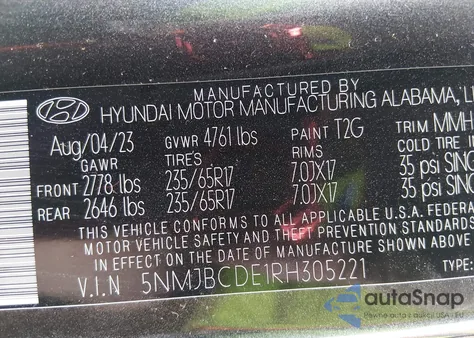 MANUFACTURED BY
HYUNDAI MOTOR MANUFACTURING ALABAMA,
Aug/04/23 GVWR 4761 lbs PAINT T2G TRIM MMH
GAWR TIRES RIMS COLD TIRE
FRONT 2778 lbs 235/65R17 7.0JX17 35 psi SING
REAR 2646 lbs 235/65R17 7.0JX17 35 psi SING
THIS VEHICLE CONFORMS TO ALL APPLICABLE U.S.A. FEDERA
MOTOR VEHICLE SAFETY BUMPER, AND THEFT PREVENTION
IN EFFECT ON THE DATE OF MANUFACTURE SHOWN ABOVE
V.I.N 5NMJBCDE1RH305221 TYPE:
autoSnap